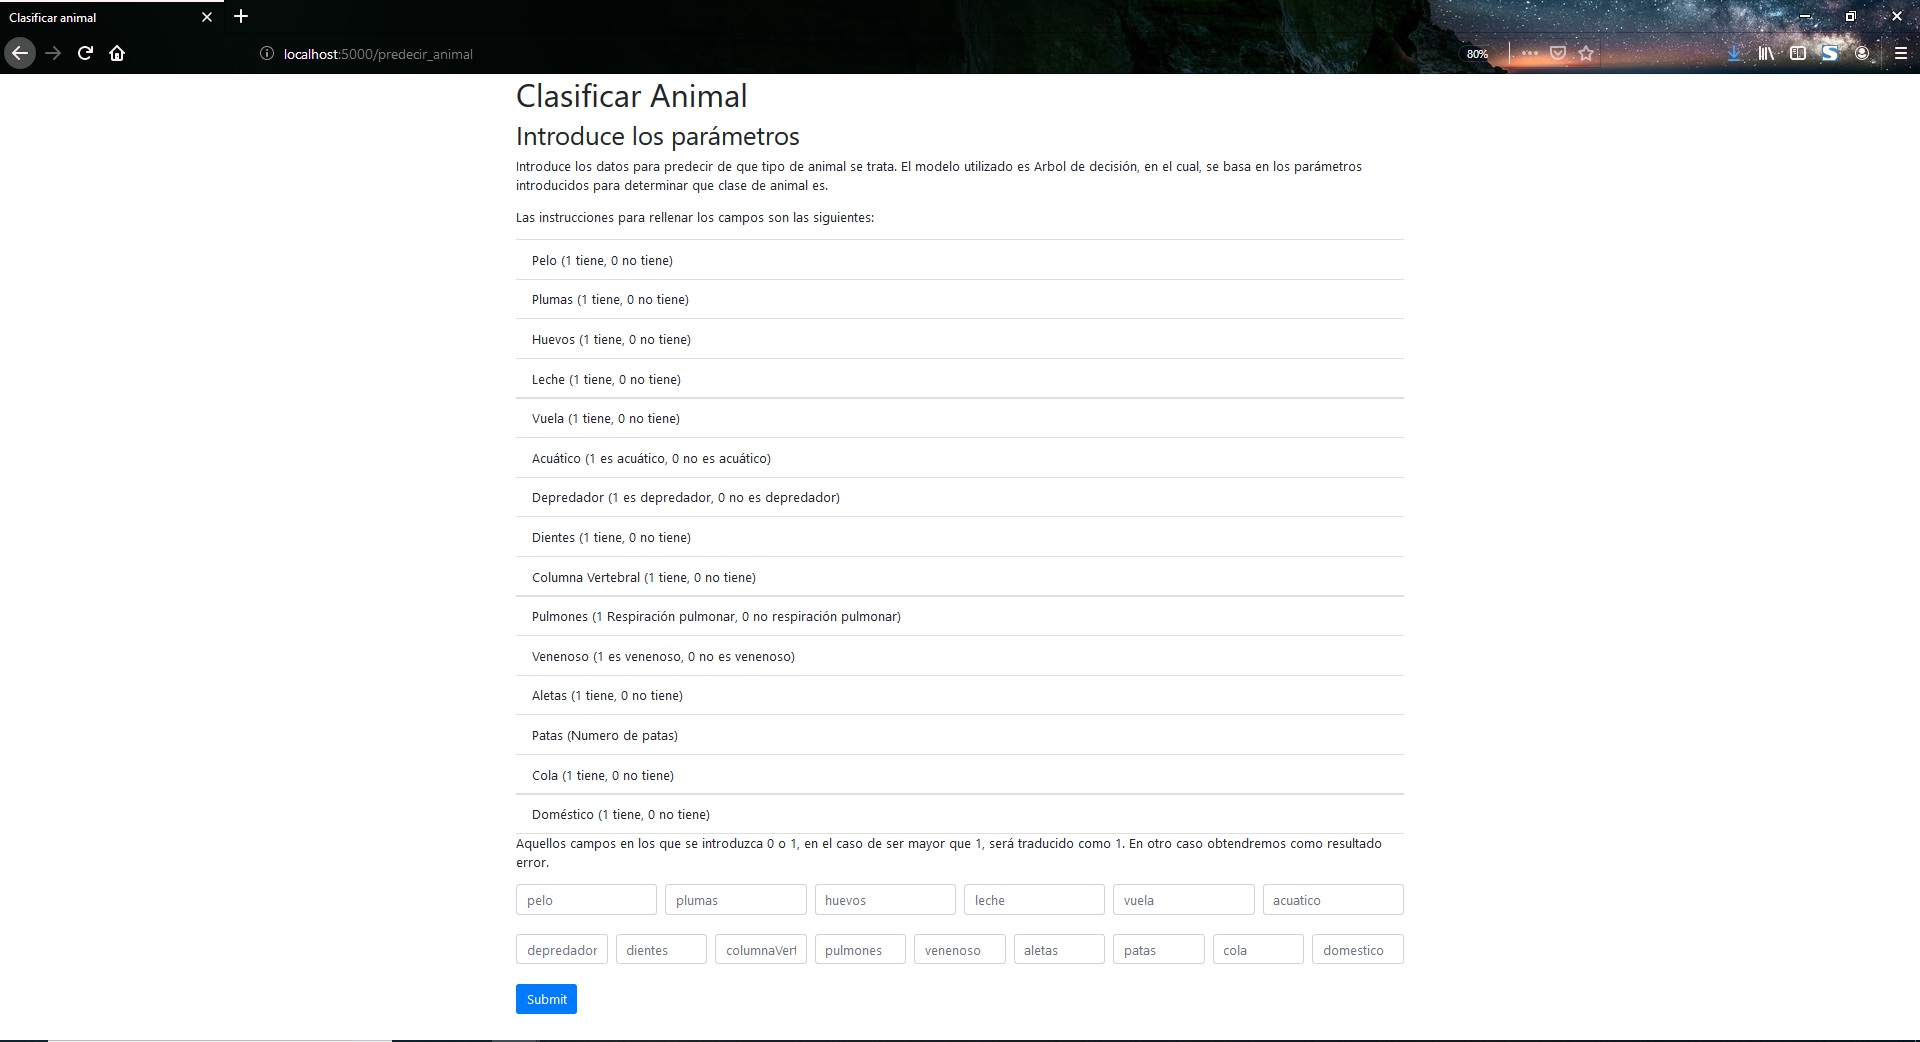 Clasificar animal
localhost:5000/predecir_animal
80%
Clasificar Animal
Introduce los parámetros
Introduce los datos para predecir de que tipo de animal se trata. El modelo utilizado es Arbol de decisión, en el cual, se basa en los parámetros
introducidos para determinar que clase de animal es.
Las instrucciones para rellenar los campos son las siguientes:
Pelo (1 tiene, 0 no tiene)
Plumas (1 tiene, 0 no tiene)
Huevos (1 tiene, 0 no tiene)
Leche (1 tiene, 0 no tiene)
Vuela (1 tiene, 0 no tiene)
Acuático (1 es acuático, 0 no es acuático)
Depredador (1 es depredador, 0 no es depredador)
Dientes (1 tiene, 0 no tiene)
Columna Vertebral (1 tiene, 0 no tiene)
Pulmones (1 Respiración pulmonar, 0 no respiración pulmonar)
Venenoso (1 es venenoso, 0 no es venenoso)
Aletas (1 tiene, 0 no tiene)
Patas (Numero de patas)
Cola (1 tiene, 0 no tiene)
Doméstico (1 tiene, 0 no tiene)
Aquellos campos en los que se introduzca 0 o 1, en el caso de ser mayor que 1, será traducido como 1. En otro caso obtendremos como resultado
error.
pelo plumas huevos leche vuela acuatico
depredador dientes columnaVert pulmones venenoso aletas patas cola domestico
Submit